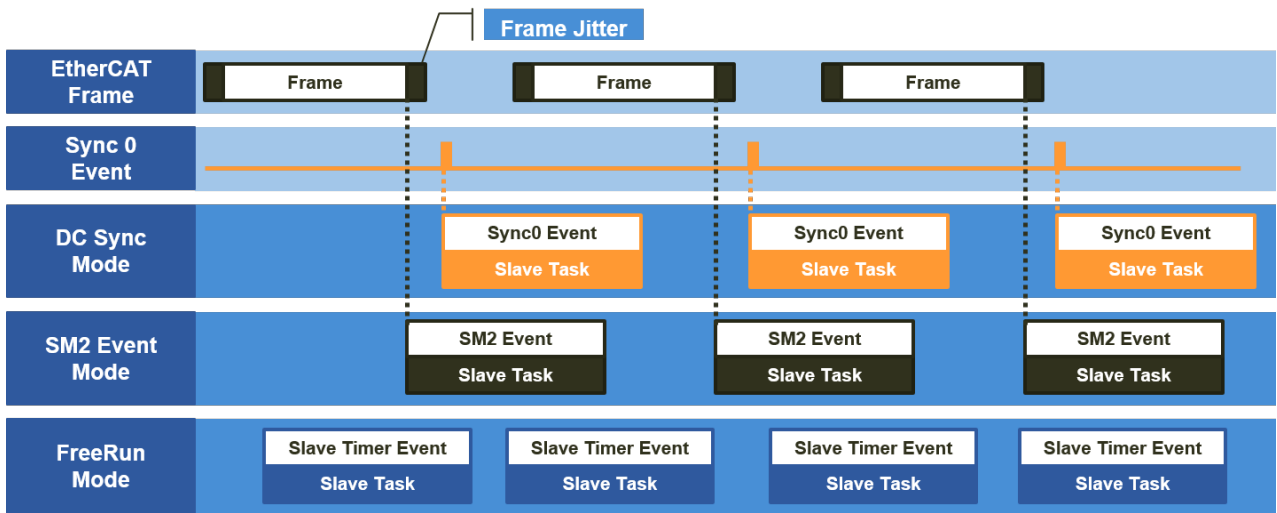 Frame Jitter
EtherCAT
Frame
Frame Frame Frame
Sync 0
Event
DC Sync
Mode
Sync0 Event Sync0 Event Sync0 Event
Slave Task Slave Task Slave Task
SM2 Event
Mode
SM2 Event SM2 Event SM2 Event
Slave Task Slave Task Slave Task
FreeRun
Mode
Slave Timer Event Slave Timer Event Slave Timer Event Slave Timer Event
Slave Task Slave Task Slave Task Slave Task